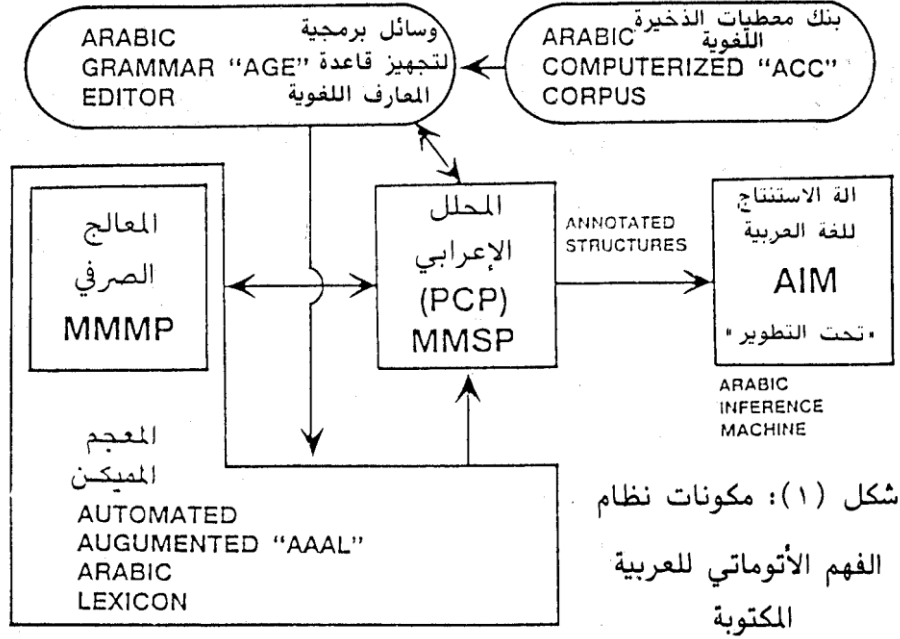 بنك معطيات الذخيرة
اللغوية
ARABIC
COMPUTERIZED "ACC"
CORPUS
وسائل برمجية
لتجهيز قاعدة
المعارف اللغوية
ARABIC
GRAMMAR "AGE"
EDITOR
الة الاستنتاج
للغة العربية
AIM
"تحت التطوير"
ARABIC
INFERENCE
MACHINE
ANNOTATED
STRUCTURES
المحلل
الإعرابي
(PCP)
MMSP
المعالج
الصرفي
MMMP
المعجم
المميكن
AUTOMATED
AUGUMENTED "AAAL"
ARABIC
LEXICON
شكل (١): مكونات نظام
الفهم الأتوماتي للعربية
المكتوبة